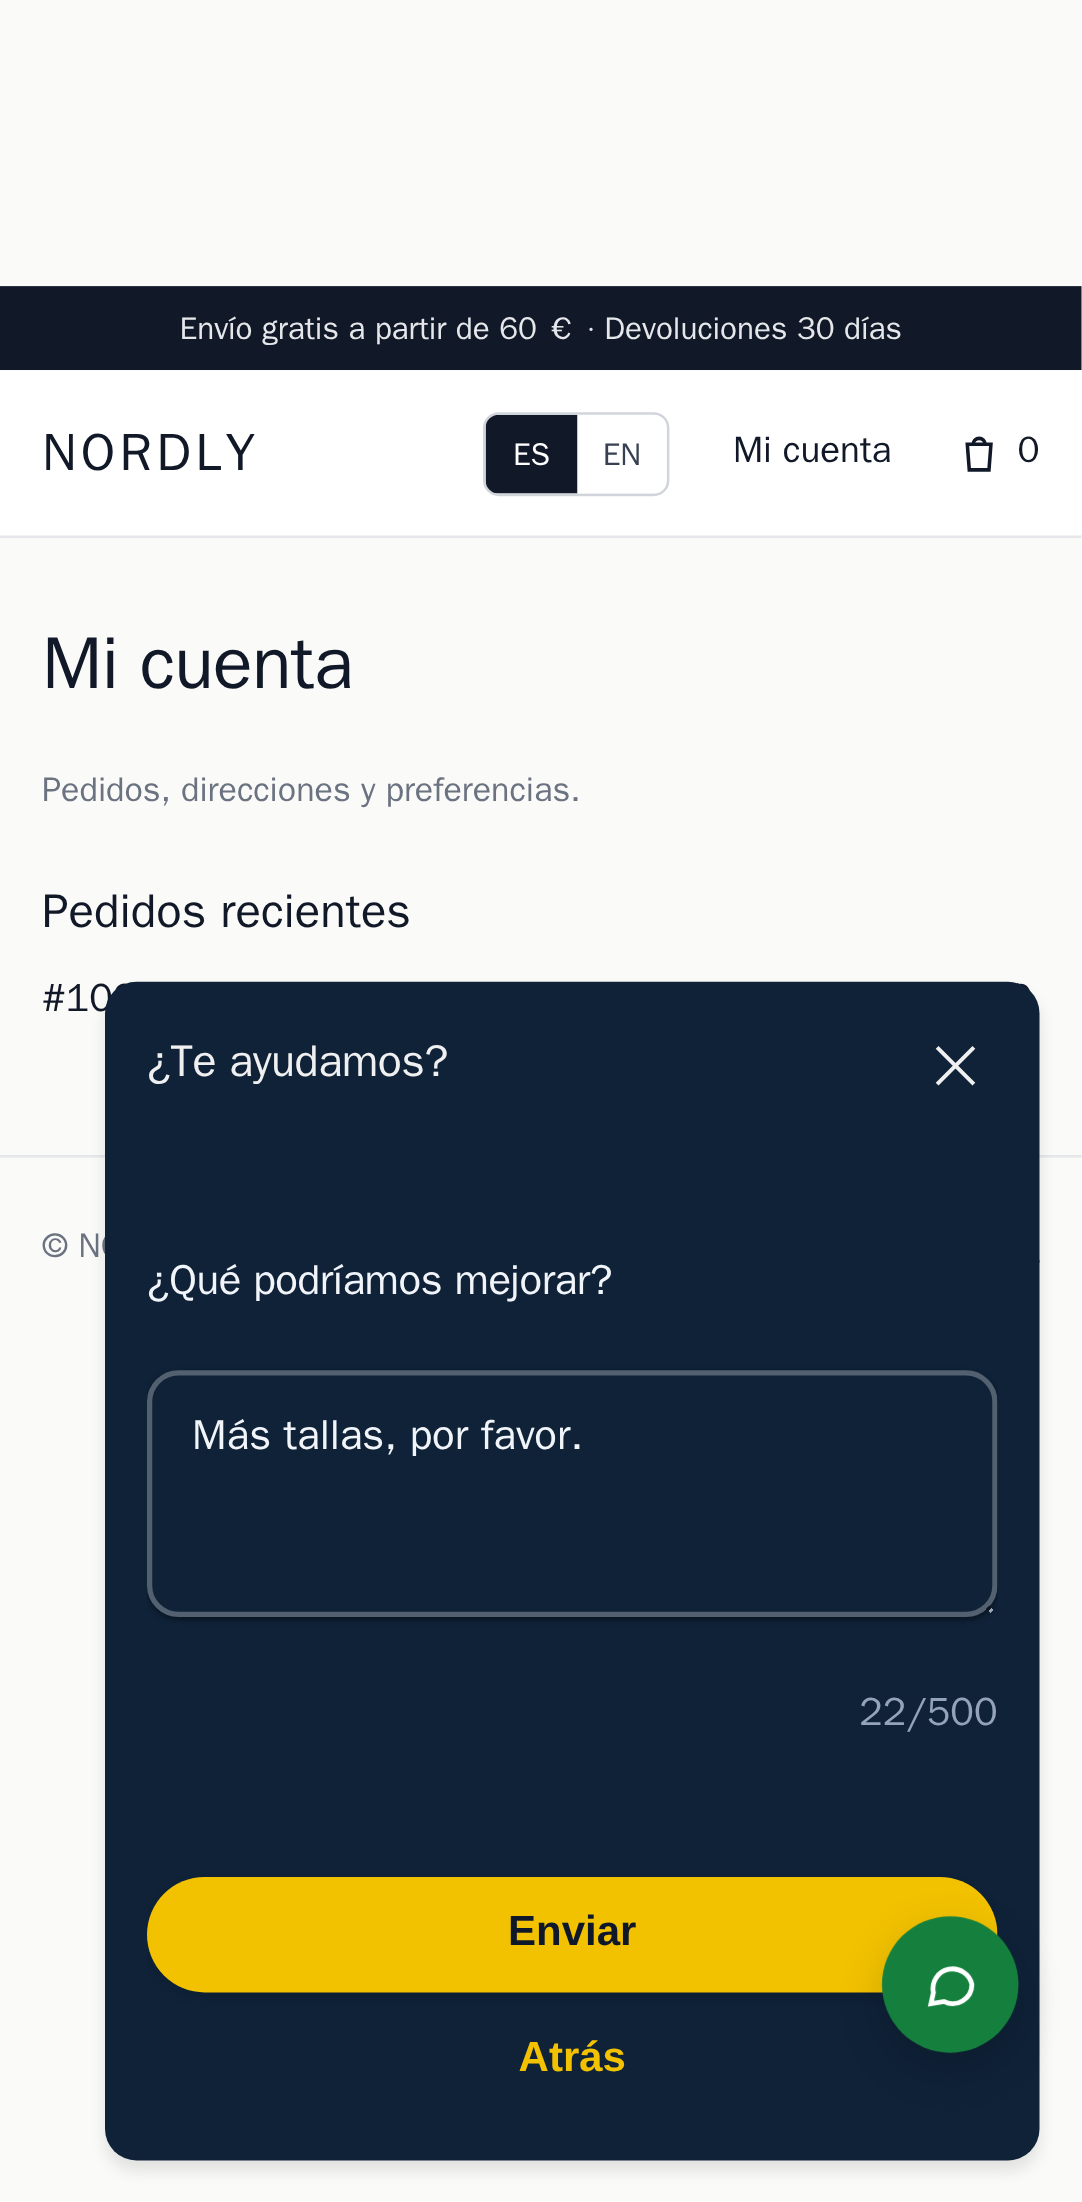 Envío gratis a partir de 60 € · Devoluciones 30 días
NORDLY
ES EN
Mi cuenta
0
Mi cuenta
Pedidos, direcciones y preferencias.
Pedidos recientes
#10
¿Te ayudamos?
©
¿Qué podríamos mejorar?
Más tallas, por favor.
22/500
Enviar
Atrás